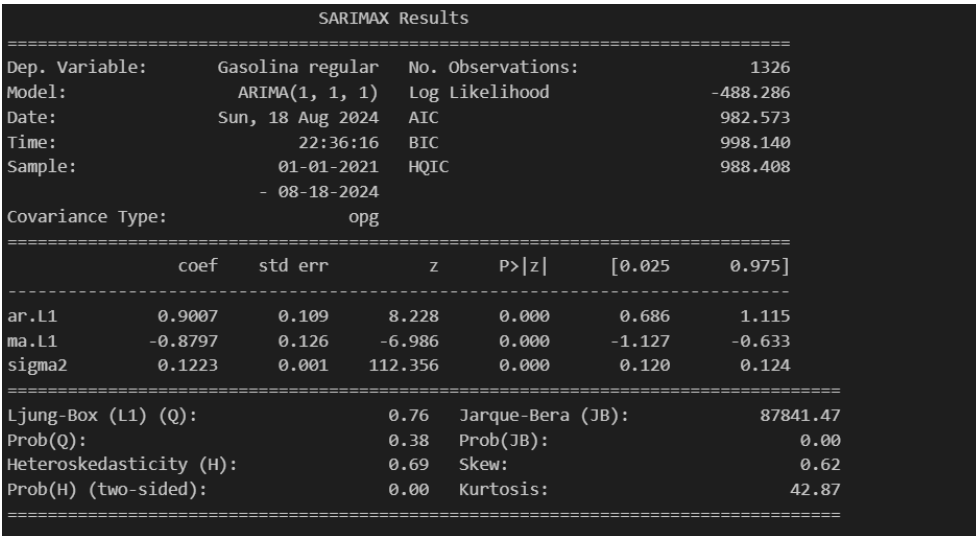 SARIMAX Results
==============================================================================
Dep. Variable:       Gasolina regular   No. Observations:                 1326
Model:                 ARIMA(1, 1, 1)   Log Likelihood                -488.286
Date:                Sun, 18 Aug 2024   AIC                            982.573
Time:                        22:36:16   BIC                            998.140
Sample:                    01-01-2021   HQIC                           988.408
                         - 08-18-2024
Covariance Type:                  opg
==============================================================================
                 coef    std err          z      P>|z|      [0.025      0.975]
------------------------------------------------------------------------------
ar.L1          0.9007      0.109      8.228      0.000       0.686       1.115
ma.L1         -0.8797      0.126     -6.986      0.000      -1.127      -0.633
sigma2         0.1223      0.001    112.356      0.000       0.120       0.124
===================================================================================
Ljung-Box (L1) (Q):                   0.76   Jarque-Bera (JB):             87841.47
Prob(Q):                              0.38   Prob(JB):                         0.00
Heteroskedasticity (H):               0.69   Skew:                             0.62
Prob(H) (two-sided):                  0.00   Kurtosis:                        42.87
===================================================================================